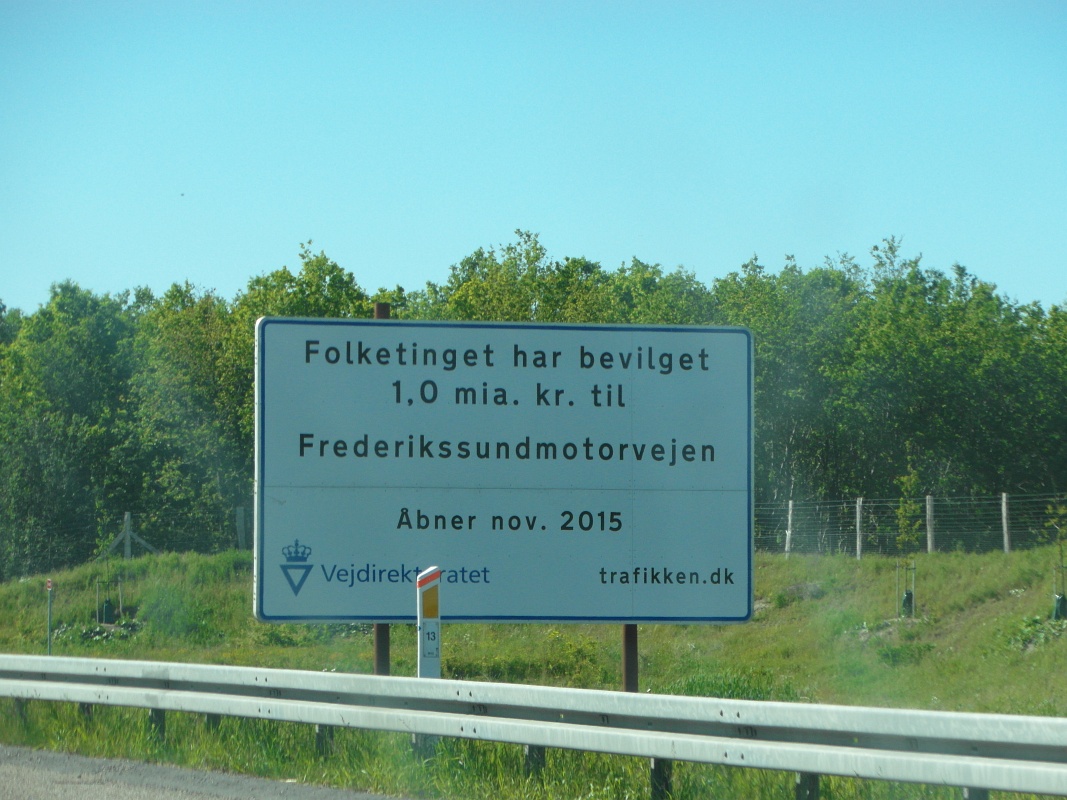 Folketinget har bevilget
1,0 mia. kr. til
Frederikssundmotorvejen
Åbner nov. 2015
Vejdirektoratet
trafikken.dk
13